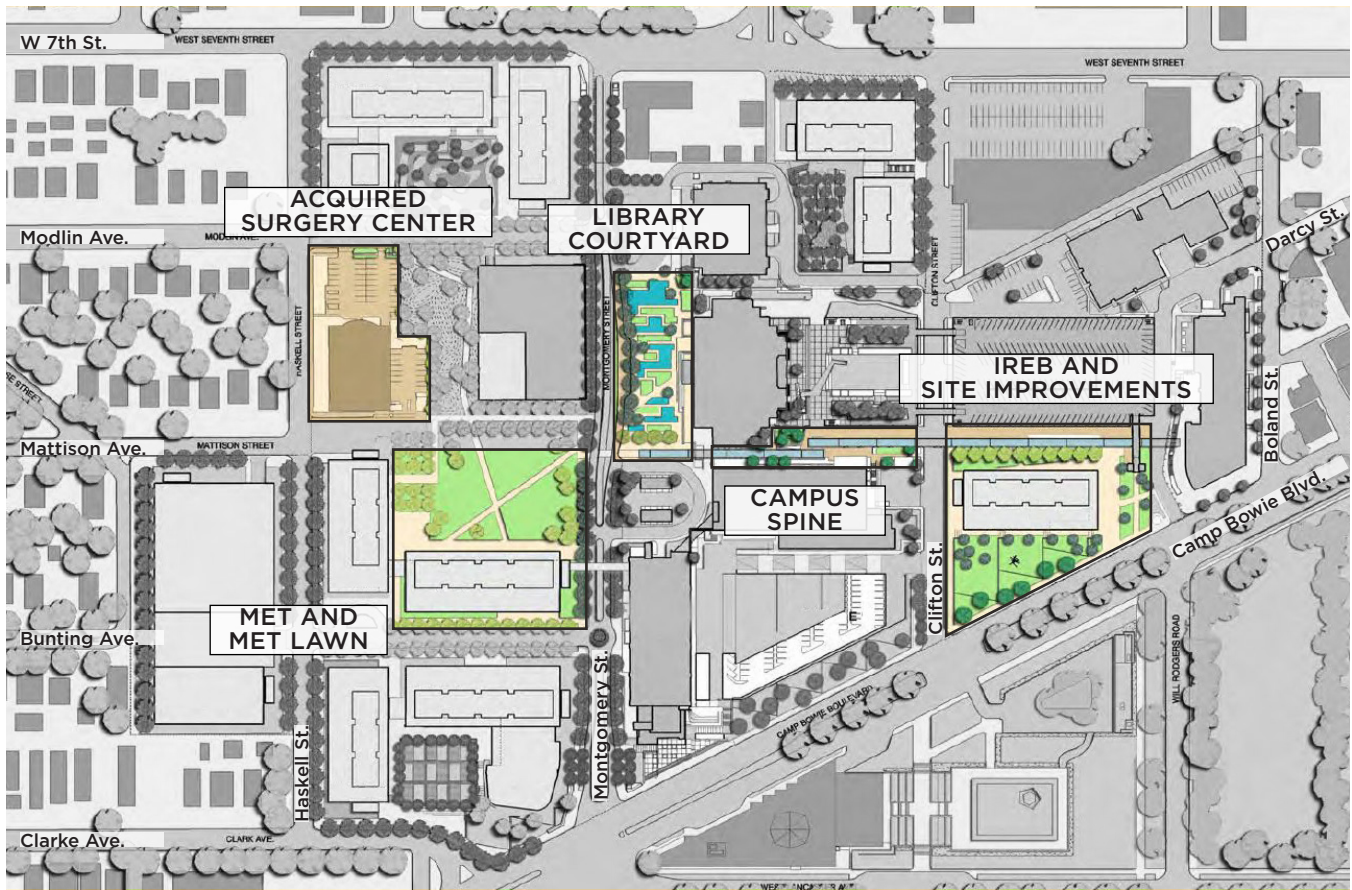 W 7th St.
WEST SEVENTH STREET
WEST SEVENTH STREET
ACQUIRED
SURGERY CENTER
LIBRARY
COURTYARD
Modlin Ave.
MODLIN AVE.
Darcy St.
CLIFTON STREET
HASKELL STREET
MONTGOMERY STREET
IREB AND
SITE IMPROVEMENTS
Boland St.
MATTISON STREET
Mattison Ave.
CAMPUS
SPINE
Camp Bowie Blvd.
Clifton St.
MET AND
MET LAWN
Bunting Ave.
WILL RODGERS ROAD
Montgomery St.
CAMP BOWIE BOULEVARD
Haskell St.
Clarke Ave.
CLARK AVE.